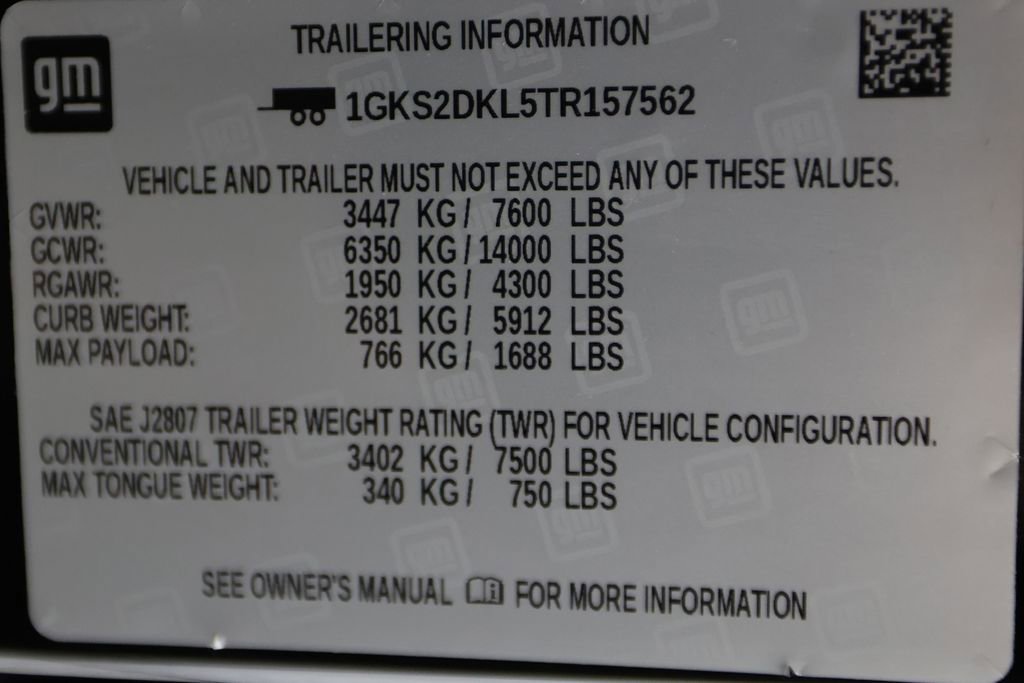 gm
TRAILERING INFORMATION
1GKS2DKL5TR157562
VEHICLE AND TRAILER MUST NOT EXCEED ANY OF THESE VALUES.
GVWR: 3447 KG / 7600 LBS
GCWR: 6350 KG / 14000 LBS
RGAWR: 1950 KG / 4300 LBS
CURB WEIGHT: 2681 KG / 5912 LBS
MAX PAYLOAD: 766 KG / 1688 LBS
SAE J2807 TRAILER WEIGHT RATING (TWR) FOR VEHICLE CONFIGURATION.
CONVENTIONAL TWR: 3402 KG / 7500 LBS
MAX TONGUE WEIGHT: 340 KG / 750 LBS
SEE OWNER'S MANUAL FOR MORE INFORMATION